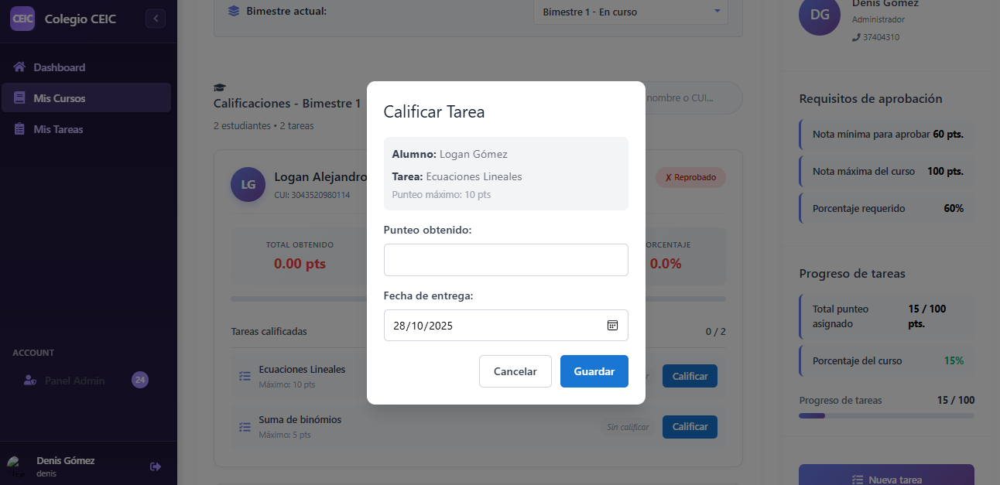 CEIC
Colegio CEIC
Dashboard
Mis Cursos
Mis Tareas
ACCOUNT
Panel Admin
24
Denis Gómez
denis
Bimestre actual:
Bimestre 1 - En curso
Calificaciones - Bimestre 1
nombre o CUI...
2 estudiantes • 2 tareas
LG
Logan Alejandro
CUI: 3043520980114
✗ Reprobado
TOTAL OBTENIDO
0.00 pts
ORCENTAJE
0.0%
Tareas calificadas
0 / 2
Ecuaciones Lineales
Máximo: 10 pts
Calificar
Suma de binómios
Máximo: 5 pts
Sin calificar
Calificar
Calificar Tarea
Alumno: Logan Gómez
Tarea: Ecuaciones Lineales
Punteo máximo: 10 pts
Punteo obtenido:
Fecha de entrega:
28/10/2025
Cancelar
Guardar
DG
Denis Gómez
Administrador
37404310
Requisitos de aprobación
Nota mínima para aprobar 60 pts.
Nota máxima del curso 100 pts.
Porcentaje requerido 60%
Progreso de tareas
Total punteo asignado
15 / 100 pts.
Porcentaje del curso 15%
Progreso de tareas 15 / 100
Nueva tarea